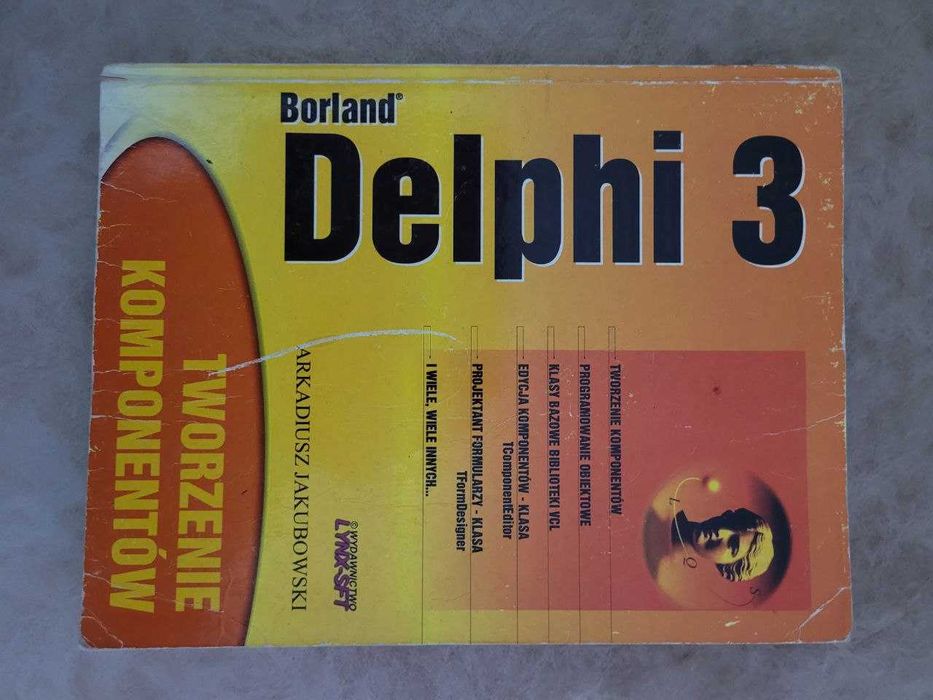 Borland®
Delphi 3
- TWORZENIE KOMPONENTÓW
- PROGRAMOWANIE OBIEKTOWE
- KLASY BAZOWE BIBLIOTEKI VCL
- EDYCJA KOMPONENTÓW - KLASA
TComponentEditor
- PROJEKTANT FORMULARZY - KLASA
TFormDesigner
- I WIELE, WIELE INNYCH...
© WYDAWNICTWO
LYNX-SFT
ARKADIUSZ JAKUBOWSKI
TWORZENIE
KOMPONENTÓW